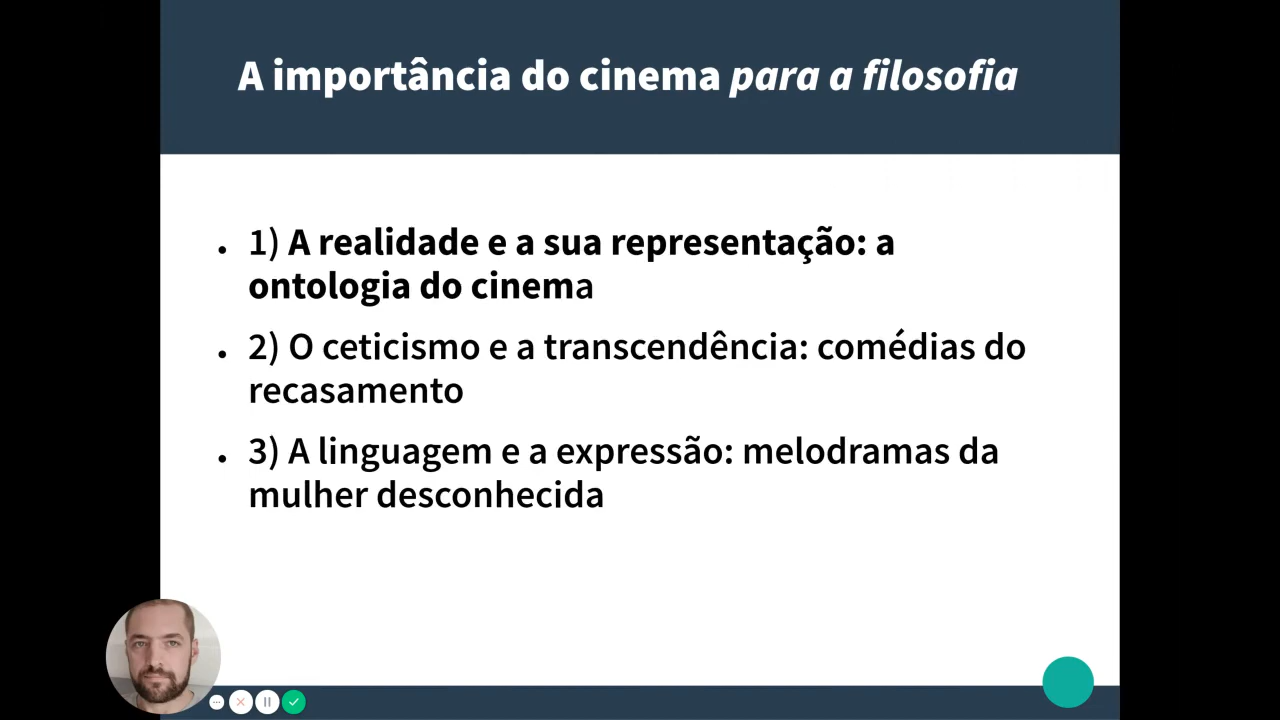 A importância do cinema para a filosofia
• 1) A realidade e a sua representação: a
ontologia do cinema
• 2) O ceticismo e a transcendência: comédias do
recasamento
• 3) A linguagem e a expressão: melodramas da
mulher desconhecida